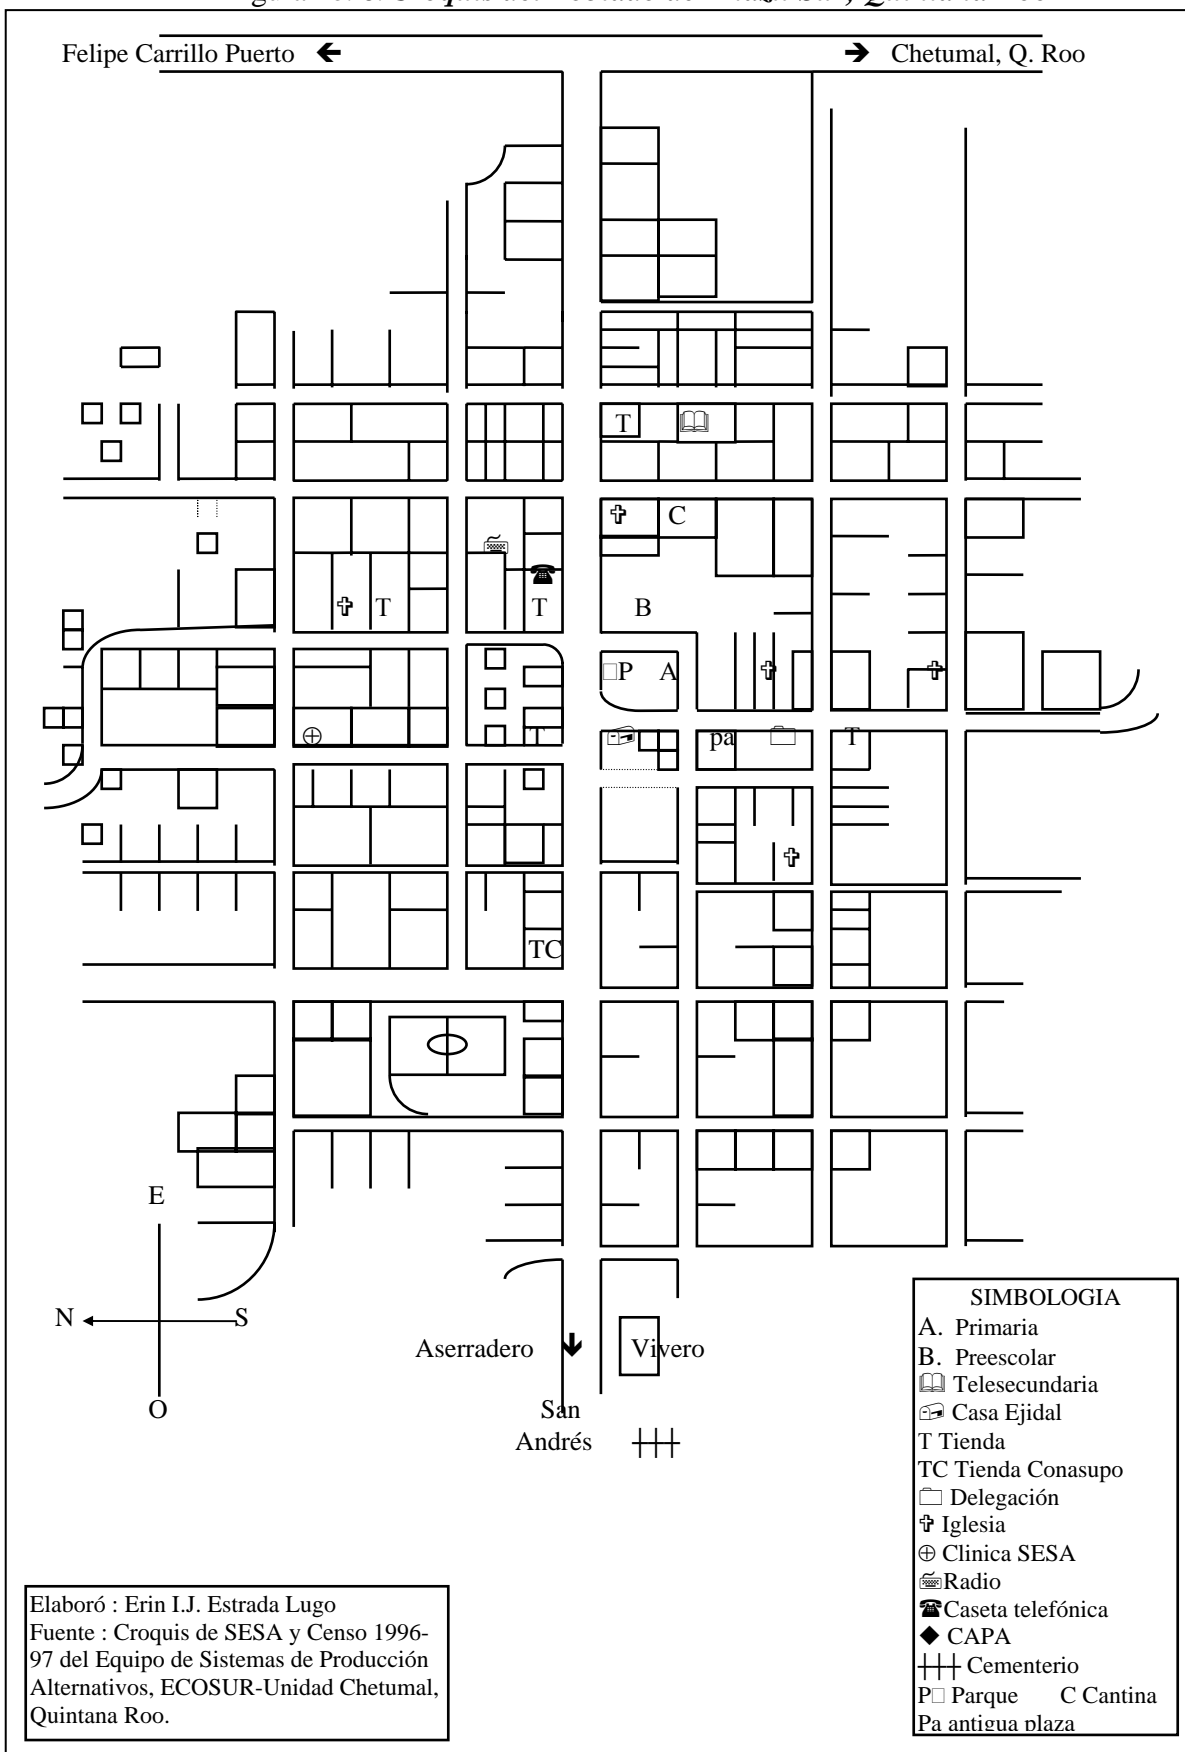 Felipe Carrillo Puerto ← → Chetumal, Q. Roo
T
C
T T B
P A
T pa T
TC
E
N S
O
Aserradero ↓ Vivero
San
Andrés
SIMBOLOGIA
A. Primaria
B. Preescolar
Telesecundaria
Casa Ejidal
T Tienda
TC Tienda Conasupo
Delegación
Iglesia
Clinica SESA
Radio
Caseta telefónica
CAPA
Cementerio
P□ Parque C Cantina
Pa antigua plaza
Elaboró : Erin I.J. Estrada Lugo
Fuente : Croquis de SESA y Censo 1996-
97 del Equipo de Sistemas de Producción
Alternativos, ECOSUR-Unidad Chetumal,
Quintana Roo.